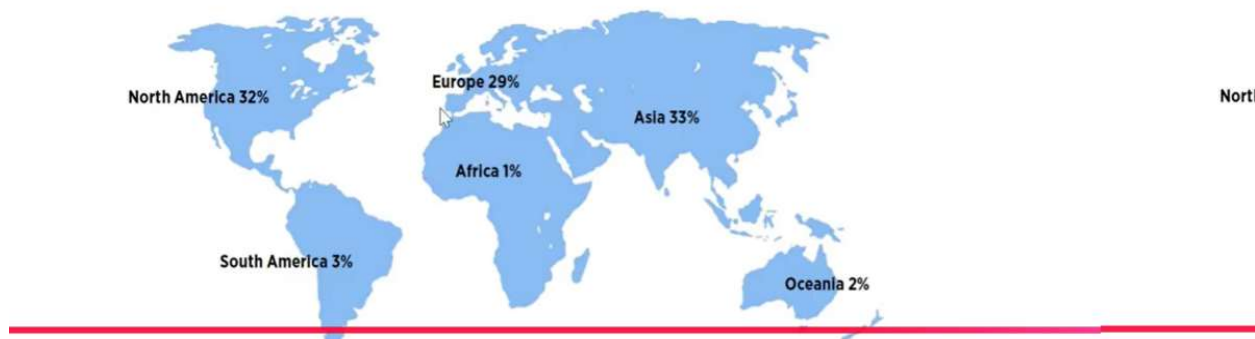 Europe 29%
North America 32%
Asia 33%
Africa 1%
South America 3%
Oceania 2%